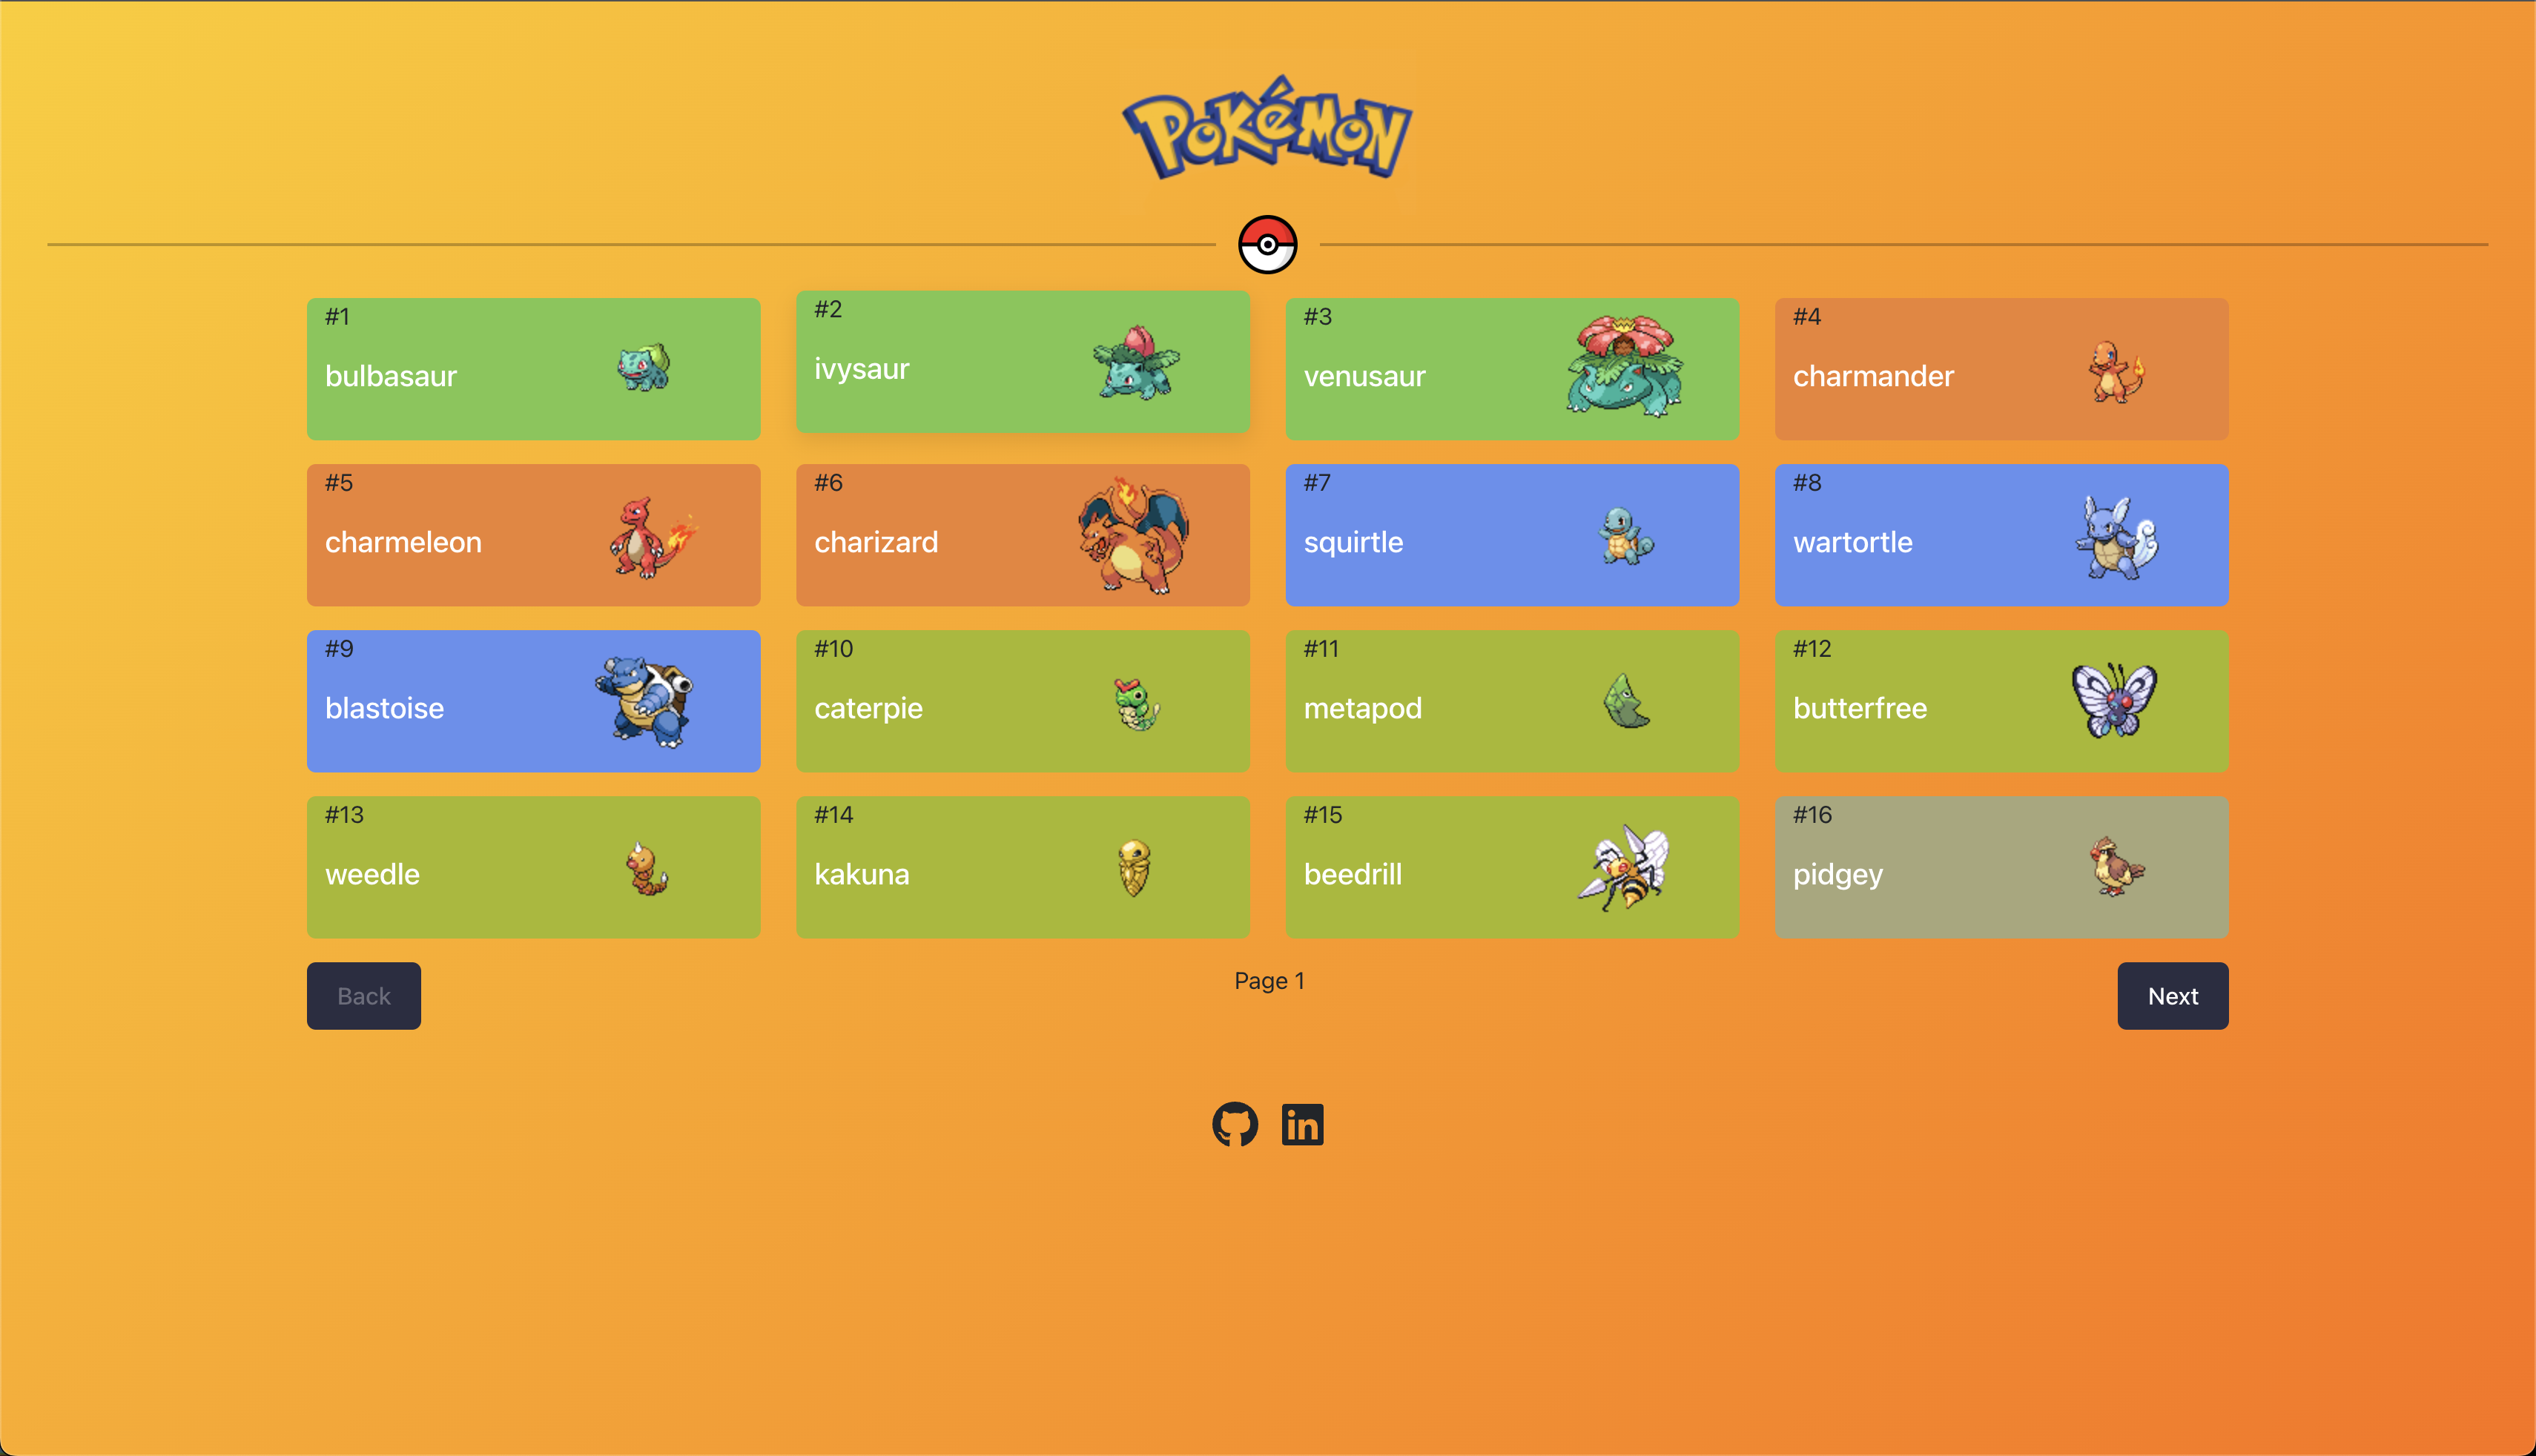 POKéMON
#1
bulbasaur
#2
ivysaur
#3
venusaur
#4
charmander
#5
charmeleon
#6
charizard
#7
squirtle
#8
wartortle
#9
blastoise
#10
caterpie
#11
metapod
#12
butterfree
#13
weedle
#14
kakuna
#15
beedrill
#16
pidgey
Back
Page 1
Next
in